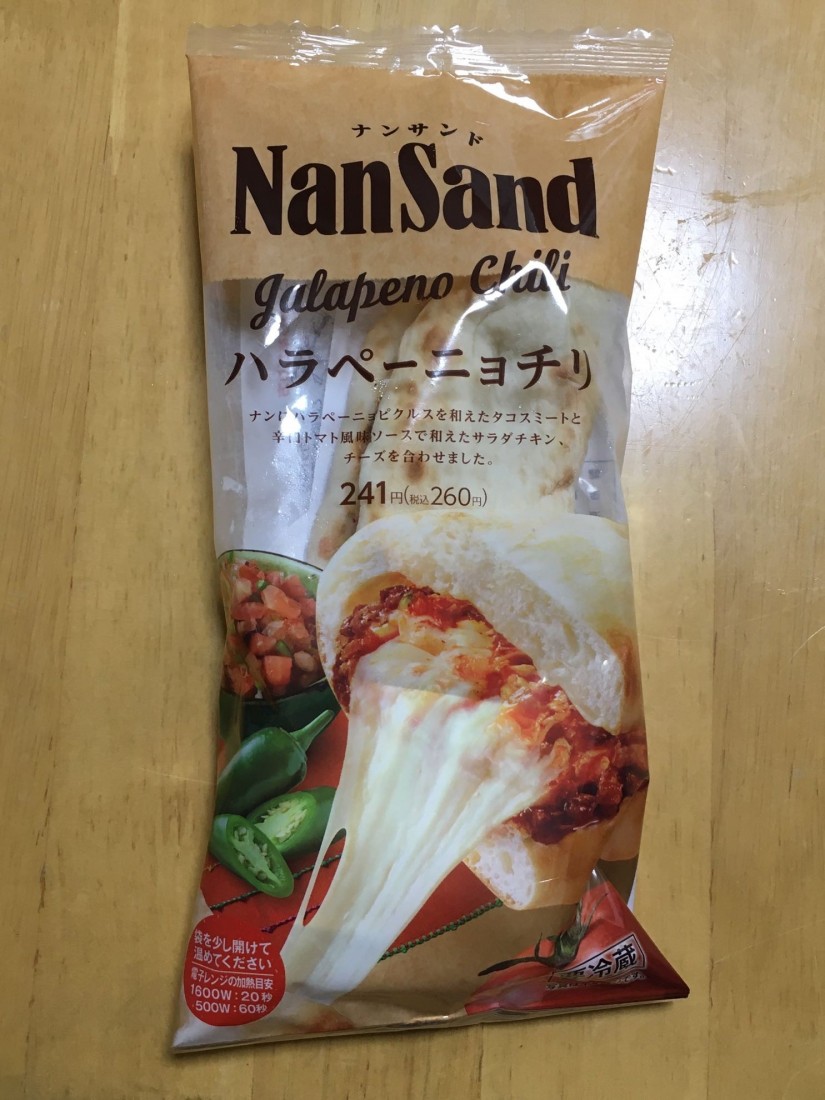 ナンサンド
NanSand
Jalapeno Chili
ハラペーニョチリ
ナンにハラペーニョピクルスを和えたタコスミートと
辛口トマト風味ソースで和えたサラダチキン、
チーズを合わせました。
241円(税込260円)
袋を少し開けて
温めてください
電子レンジの加熱目安
1600W:20秒
500W:60秒
冷蔵